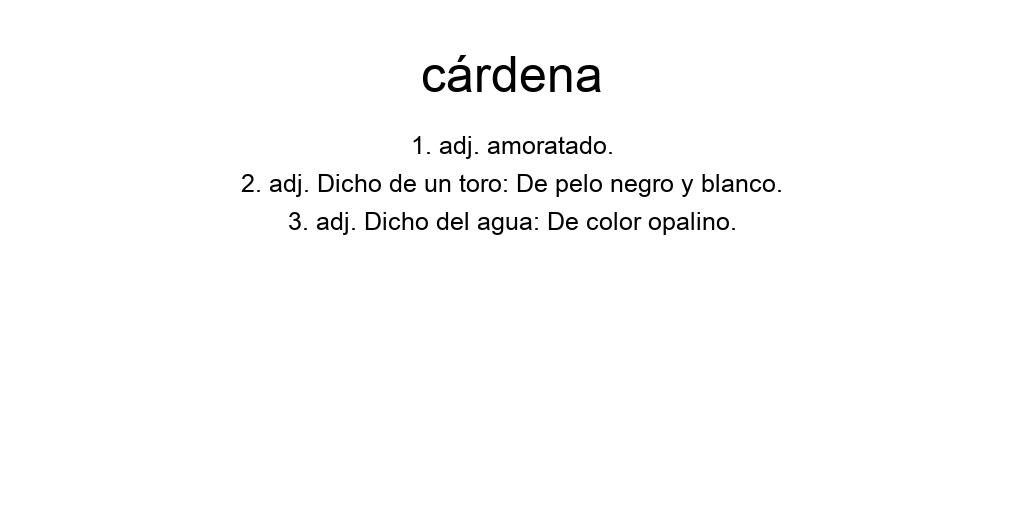 cárdena
1. adj. amoratado.
2. adj. Dicho de un toro: De pelo negro y blanco.
3. adj. Dicho del agua: De color opalino.